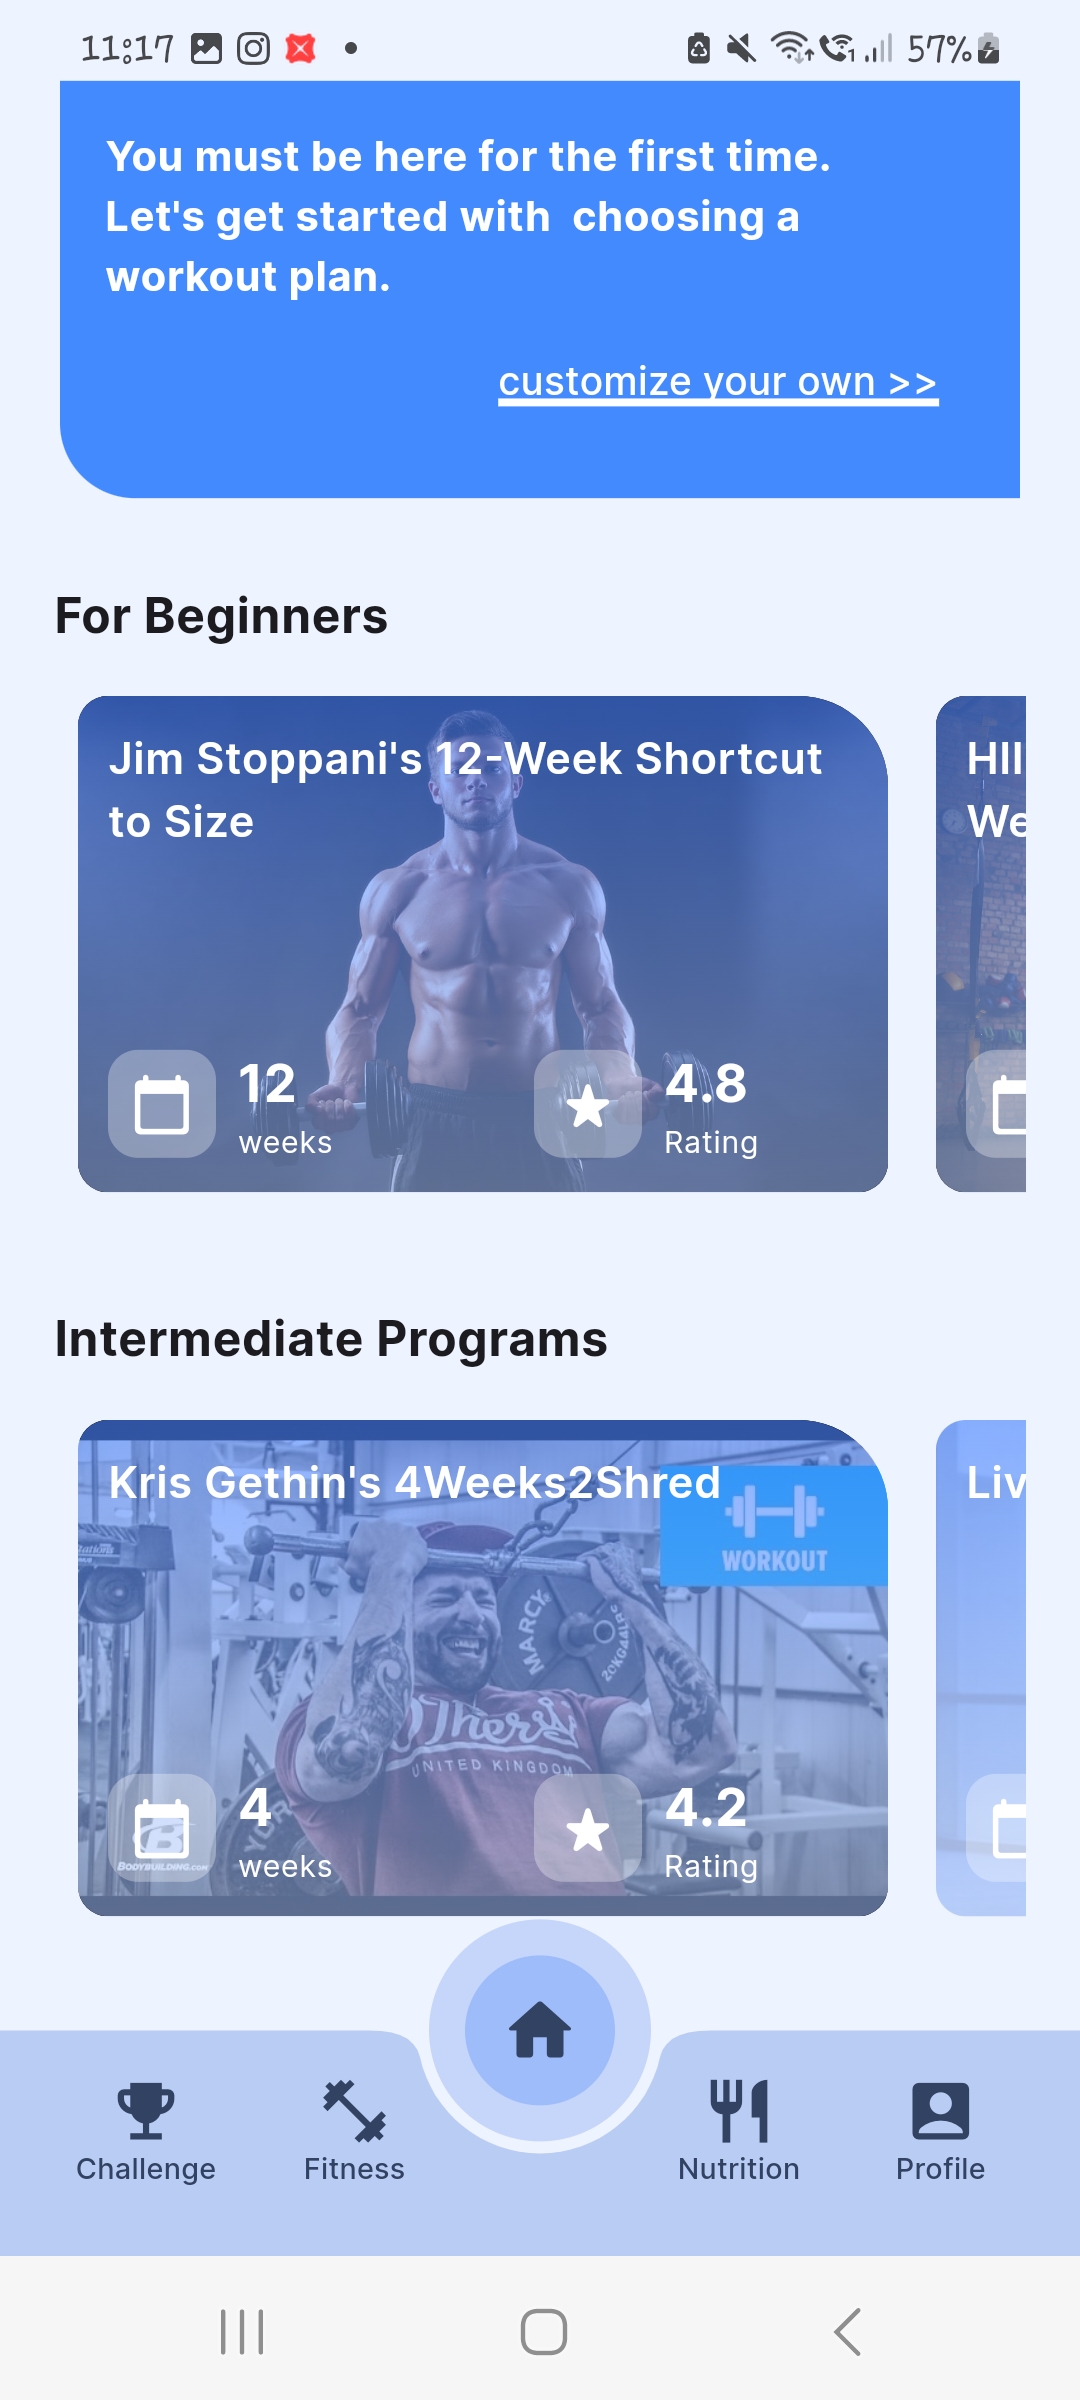 11:17
57%
You must be here for the first time.
Let's get started with  choosing a
workout plan.
customize your own >>
For Beginners
Jim Stoppani's 12-Week Shortcut
to Size
HII
We
12
weeks
4.8
Rating
Intermediate Programs
Kris Gethin's 4Weeks2Shred
Liv
WORKOUT
MARCY
UNITED KINGDOM
4
weeks
4.2
Rating
BODYBUILDING.com
Challenge
Fitness
Nutrition
Profile